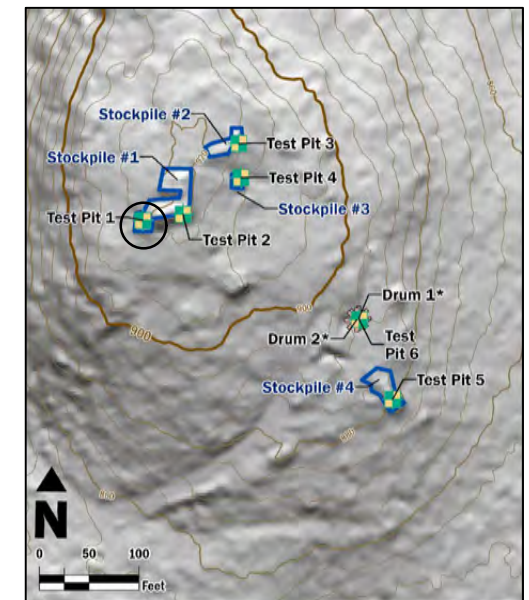 Stockpile #2
Test Pit 3
Stockpile #1
Test Pit 4
Stockpile #3
Test Pit 1
Test Pit 2
Drum 1*
900
900
Drum 2*
Test
Pit 6
Stockpile #4
Test Pit 5
N
0 50 100
Feet